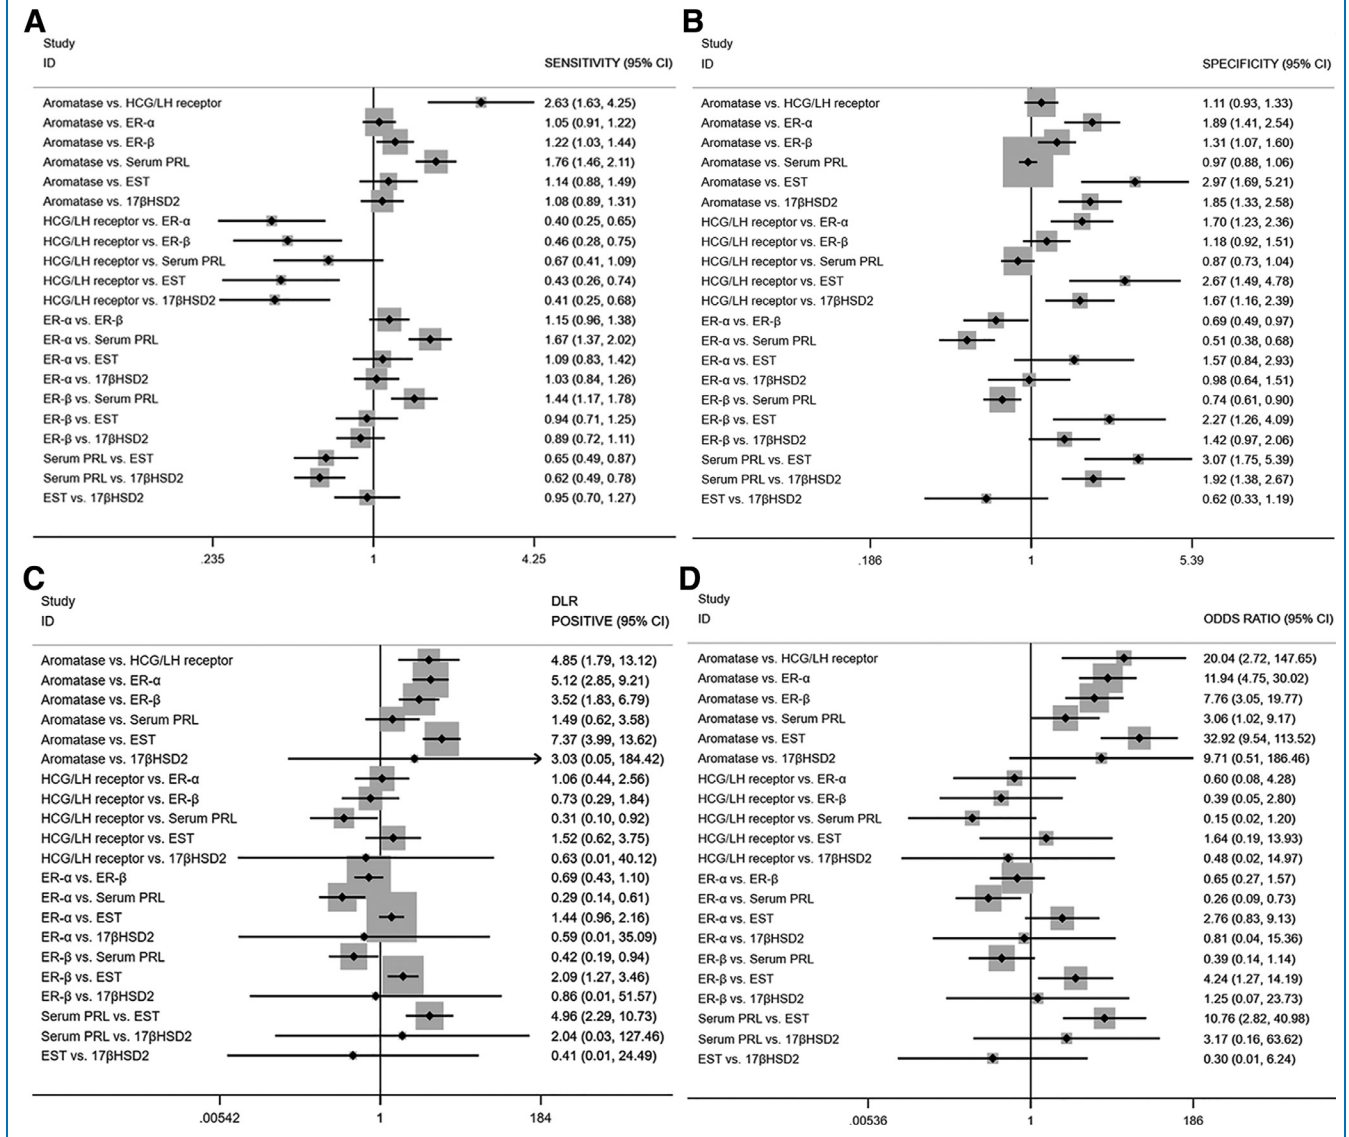 A
Study
ID SENSITIVITY (95% CI)
Aromatase vs. HCG/LH receptor 2.63 (1.63, 4.25)
Aromatase vs. ER-α 1.05 (0.91, 1.22)
Aromatase vs. ER-β 1.22 (1.03, 1.44)
Aromatase vs. Serum PRL 1.76 (1.46, 2.11)
Aromatase vs. EST 1.14 (0.88, 1.49)
Aromatase vs. 17βHSD2 1.08 (0.89, 1.31)
HCG/LH receptor vs. ER-α 0.40 (0.25, 0.65)
HCG/LH receptor vs. ER-β 0.46 (0.28, 0.75)
HCG/LH receptor vs. Serum PRL 0.67 (0.41, 1.09)
HCG/LH receptor vs. EST 0.43 (0.26, 0.74)
HCG/LH receptor vs. 17βHSD2 0.41 (0.25, 0.68)
ER-α vs. ER-β 1.15 (0.96, 1.38)
ER-α vs. Serum PRL 1.67 (1.37, 2.02)
ER-α vs. EST 1.09 (0.83, 1.42)
ER-α vs. 17βHSD2 1.03 (0.84, 1.26)
ER-β vs. Serum PRL 1.44 (1.17, 1.78)
ER-β vs. EST 0.94 (0.71, 1.25)
ER-β vs. 17βHSD2 0.89 (0.72, 1.11)
Serum PRL vs. EST 0.65 (0.49, 0.87)
Serum PRL vs. 17βHSD2 0.62 (0.49, 0.78)
EST vs. 17βHSD2 0.95 (0.70, 1.27)
.235 1 4.25
B
Study
ID SPECIFICITY (95% CI)
Aromatase vs. HCG/LH receptor 1.11 (0.93, 1.33)
Aromatase vs. ER-α 1.89 (1.41, 2.54)
Aromatase vs. ER-β 1.31 (1.07, 1.60)
Aromatase vs. Serum PRL 0.97 (0.88, 1.06)
Aromatase vs. EST 2.97 (1.69, 5.21)
Aromatase vs. 17βHSD2 1.85 (1.33, 2.58)
HCG/LH receptor vs. ER-α 1.70 (1.23, 2.36)
HCG/LH receptor vs. ER-β 1.18 (0.92, 1.51)
HCG/LH receptor vs. Serum PRL 0.87 (0.73, 1.04)
HCG/LH receptor vs. EST 2.67 (1.49, 4.78)
HCG/LH receptor vs. 17βHSD2 1.67 (1.16, 2.39)
ER-α vs. ER-β 0.69 (0.49, 0.97)
ER-α vs. Serum PRL 0.51 (0.38, 0.68)
ER-α vs. EST 1.57 (0.84, 2.93)
ER-α vs. 17βHSD2 0.98 (0.64, 1.51)
ER-β vs. Serum PRL 0.74 (0.61, 0.90)
ER-β vs. EST 2.27 (1.26, 4.09)
ER-β vs. 17βHSD2 1.42 (0.97, 2.06)
Serum PRL vs. EST 3.07 (1.75, 5.39)
Serum PRL vs. 17βHSD2 1.92 (1.38, 2.67)
EST vs. 17βHSD2 0.62 (0.33, 1.19)
.186 1 5.39
C
Study DLR
ID POSITIVE (95% CI)
Aromatase vs. HCG/LH receptor 4.85 (1.79, 13.12)
Aromatase vs. ER-α 5.12 (2.85, 9.21)
Aromatase vs. ER-β 3.52 (1.83, 6.79)
Aromatase vs. Serum PRL 1.49 (0.62, 3.58)
Aromatase vs. EST 7.37 (3.99, 13.62)
Aromatase vs. 17βHSD2 3.03 (0.05, 184.42)
HCG/LH receptor vs. ER-α 1.06 (0.44, 2.56)
HCG/LH receptor vs. ER-β 0.73 (0.29, 1.84)
HCG/LH receptor vs. Serum PRL 0.31 (0.10, 0.92)
HCG/LH receptor vs. EST 1.52 (0.62, 3.75)
HCG/LH receptor vs. 17βHSD2 0.63 (0.01, 40.12)
ER-α vs. ER-β 0.69 (0.43, 1.10)
ER-α vs. Serum PRL 0.29 (0.14, 0.61)
ER-α vs. EST 1.44 (0.96, 2.16)
ER-α vs. 17βHSD2 0.59 (0.01, 35.09)
ER-β vs. Serum PRL 0.42 (0.19, 0.94)
ER-β vs. EST 2.09 (1.27, 3.46)
ER-β vs. 17βHSD2 0.86 (0.01, 51.57)
Serum PRL vs. EST 4.96 (2.29, 10.73)
Serum PRL vs. 17βHSD2 2.04 (0.03, 127.46)
EST vs. 17βHSD2 0.41 (0.01, 24.49)
.00542 1 184
D
Study
ID ODDS RATIO (95% CI)
Aromatase vs. HCG/LH receptor 20.04 (2.72, 147.65)
Aromatase vs. ER-α 11.94 (4.75, 30.02)
Aromatase vs. ER-β 7.76 (3.05, 19.77)
Aromatase vs. Serum PRL 3.06 (1.02, 9.17)
Aromatase vs. EST 32.92 (9.54, 113.52)
Aromatase vs. 17βHSD2 9.71 (0.51, 186.46)
HCG/LH receptor vs. ER-α 0.60 (0.08, 4.28)
HCG/LH receptor vs. ER-β 0.39 (0.05, 2.80)
HCG/LH receptor vs. Serum PRL 0.15 (0.02, 1.20)
HCG/LH receptor vs. EST 1.64 (0.19, 13.93)
HCG/LH receptor vs. 17βHSD2 0.48 (0.02, 14.97)
ER-α vs. ER-β 0.65 (0.27, 1.57)
ER-α vs. Serum PRL 0.26 (0.09, 0.73)
ER-α vs. EST 2.76 (0.83, 9.13)
ER-α vs. 17βHSD2 0.81 (0.04, 15.36)
ER-β vs. Serum PRL 0.39 (0.14, 1.14)
ER-β vs. EST 4.24 (1.27, 14.19)
ER-β vs. 17βHSD2 1.25 (0.07, 23.73)
Serum PRL vs. EST 10.76 (2.82, 40.98)
Serum PRL vs. 17βHSD2 3.17 (0.16, 63.62)
EST vs. 17βHSD2 0.30 (0.01, 6.24)
.00536 1 186